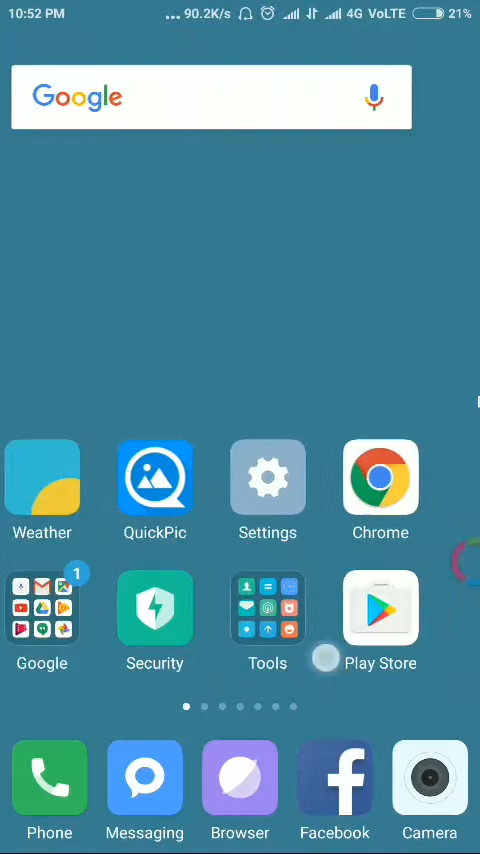 10:52 PM ... 90.2K/s 4G VoLTE 21%
Google
Weather QuickPic Settings Chrome
1
Google Security Tools Play Store
Phone Messaging Browser Facebook Camera